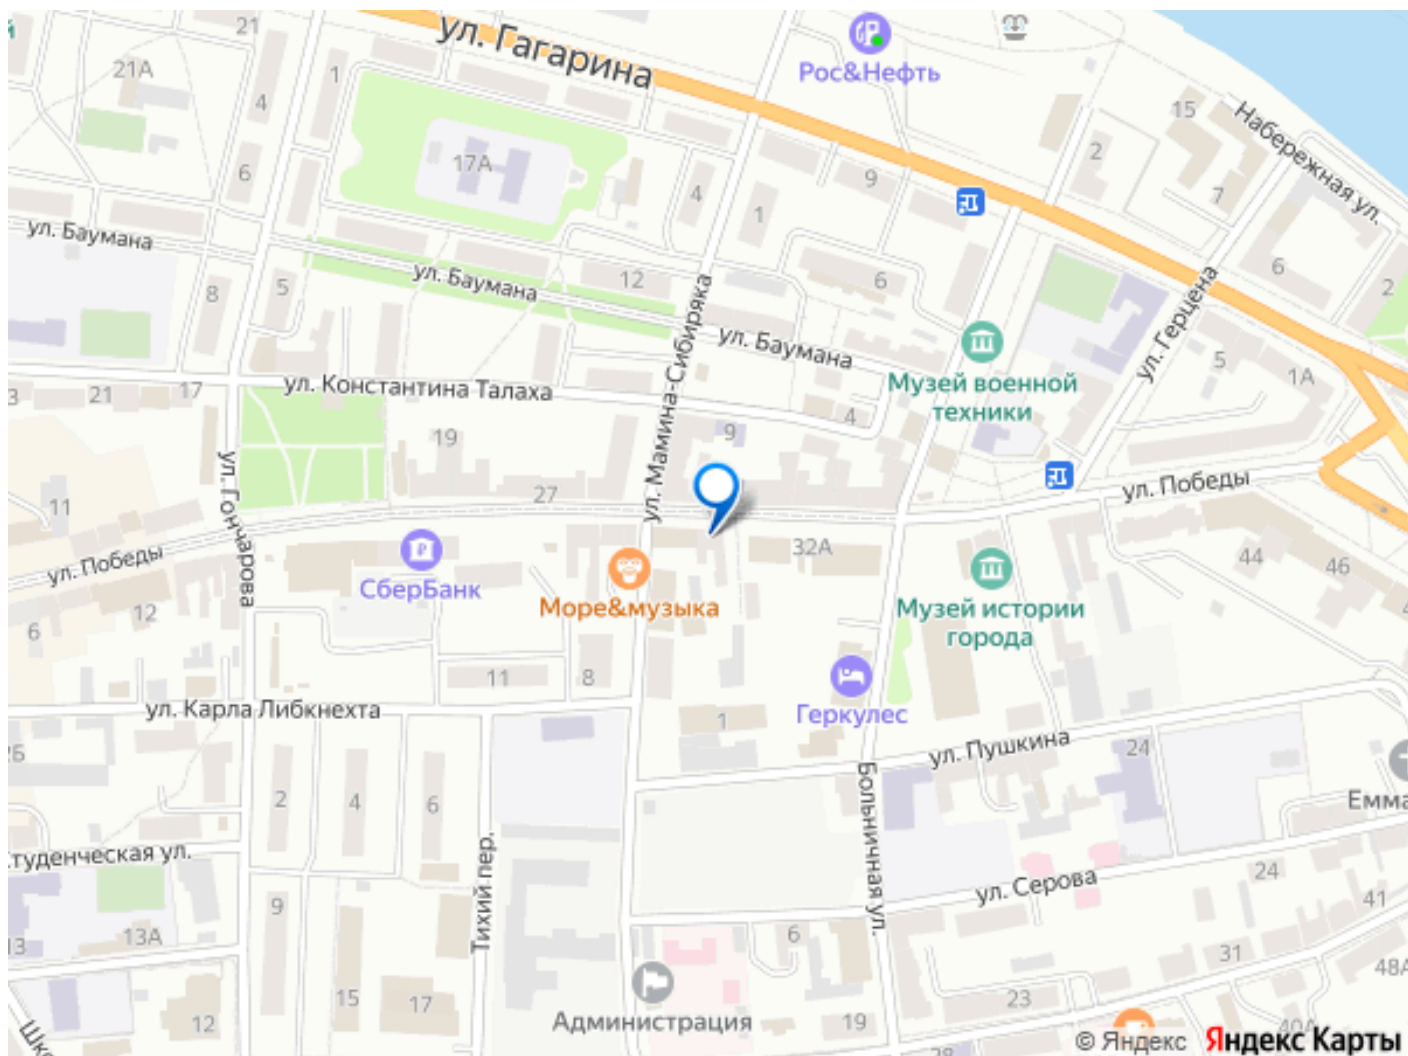 ул. Гагарина
Рос&Нефть
21
21А
1
4
6
17А
15
2
7
9
Набережная ул.
ул. Баумана
8
5
ул. Баумана
12
4
1
6
ул. Баумана
6
2
ул. Герцена
5
1А
Музей военной
техники
21
17
ул. Константина Талаха
ул. Мамина-Сибиряка
4
9
19
27
11
ул. Гончарова
ул. Победы
ул. Победы
СберБанк
Море&музыка
32А
Музей истории
города
44
46
12
6
11
8
Геркулес
ул. Карла Либкнехта
1
ул. Пушкина
24
2
4
6
Больничная ул.
Емма
туденческая ул.
Тихий пер.
ул. Серова
24
41
9
13
13А
6
31
48А
15
17
12
Администрация
19
23
28
40А
Шко
© Яндекс
Яндекс Карты